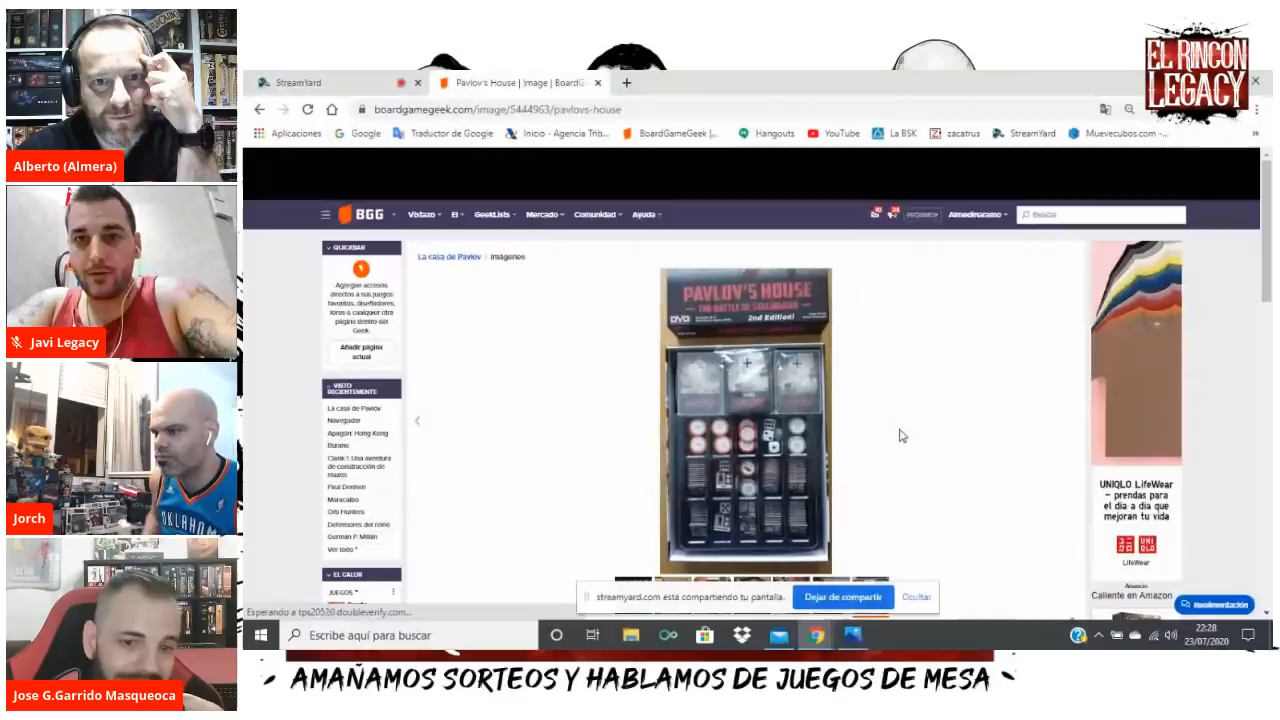 Alberto (Almera)
Javi Legacy
Jorch
Jose G.Garrido Masqueoca
EL RINCON
LEGACY
StreamYard
Pavlov's House | Image | BoardG
boardgamegeek.com/image/5444963/pavlovs-house
Aplicaciones
Google
Traductor de Google
Inicio - Agencia Trib...
BoardGameGeek |...
Hangouts
YouTube
La BSK
zacatrus
StreamYard
Muevecubos.com -...
BGG
Vistazo
El
GeekLists
Mercado
Comunidad
Ayuda
Almedinaramo
Buscar
QUICKBAR
Agregue accesos
directos a sus juegos
favoritos, diseñadores,
foros o cualquier otra
página dentro del
Geek.
Añadir página
actual
VISTO
RECIENTEMENTE
La casa de Pavlov
Navegador
Apagón: Hong Kong
Burano
Clank !: Una aventura
de construcción de
mazos
Paul Dennen
Maracaibo
Orb Hunters
Defensores del reino
Germán P. Millán
Ver todo
EL CALOR
JUEGOS
La casa de Pavlov
Imágenes
PAVLOV'S HOUSE
THE BATTLE OF STALINGRAD
DVG
2nd Edition!
UNIQLO LifeWear
- prendas para
el día a día que
mejoran tu vida
UNIQLO
LifeWear
Anuncio
Caliente en Amazon
Realimentación
streamyard.com está compartiendo tu pantalla.
Dejar de compartir
Ocultar
Esperando a tps20520.doubleverify.com...
Escribe aquí para buscar
22:28
23/07/2020
AMAÑAMOS SORTEOS Y HABLAMOS DE JUEGOS DE MESA
OKLAHOM